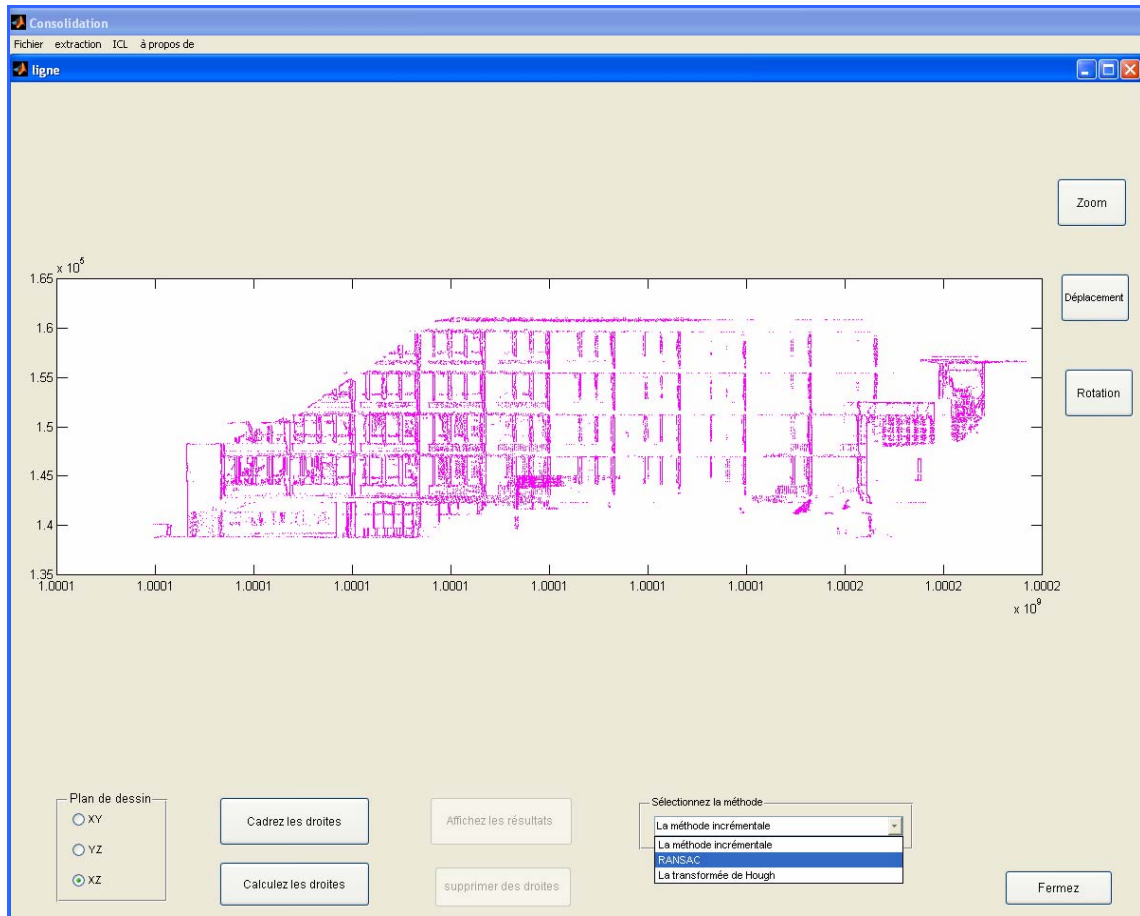 Consolidation
Fichier extraction ICL à propos de
ligne
Zoom
Déplacement
Rotation
x 10⁵
1.65
1.6
1.55
1.5
1.45
1.4
1.35
1.0001 1.0001 1.0001 1.0001 1.0001 1.0001 1.0001 1.0001 1.0002 1.0002 1.0002
x 10⁹
Plan de dessin
XY
YZ
XZ
Cadrez les droites
Calculez les droites
Affichez les résultats
supprimer des droites
Sélectionnez la méthode
La méthode incrémentale
La méthode incrémentale
RANSAC
La transformée de Hough
Fermez